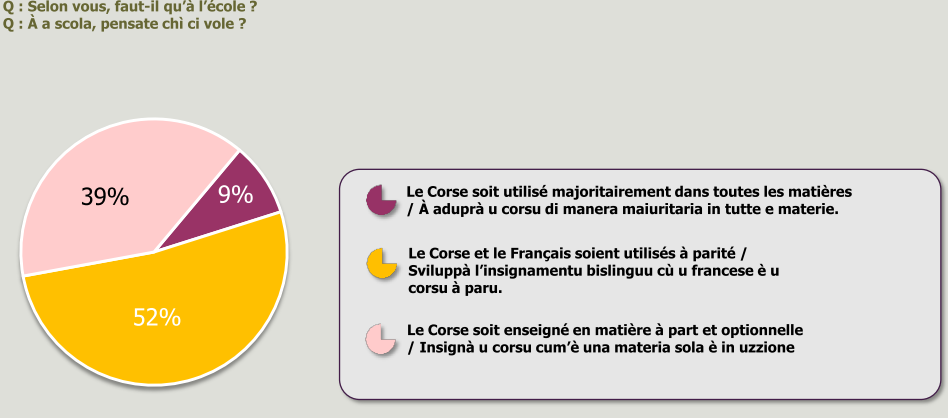 Q : Selon vous, faut-il qu’à l’école ?
Q : À a scola, pensate chì ci vole ?
39%
9%
52%
Le Corse soit utilisé majoritairement dans toutes les matières
/ À aduprà u corsu di manera maiuritaria in tutte e materie.
Le Corse et le Français soient utilisés à parité /
Sviluppà l’insignamentu bislinguu cù u francese è u
corsu à paru.
Le Corse soit enseigné en matière à part et optionnelle
/ Insignà u corsu cum’è una materia sola è in uzzione